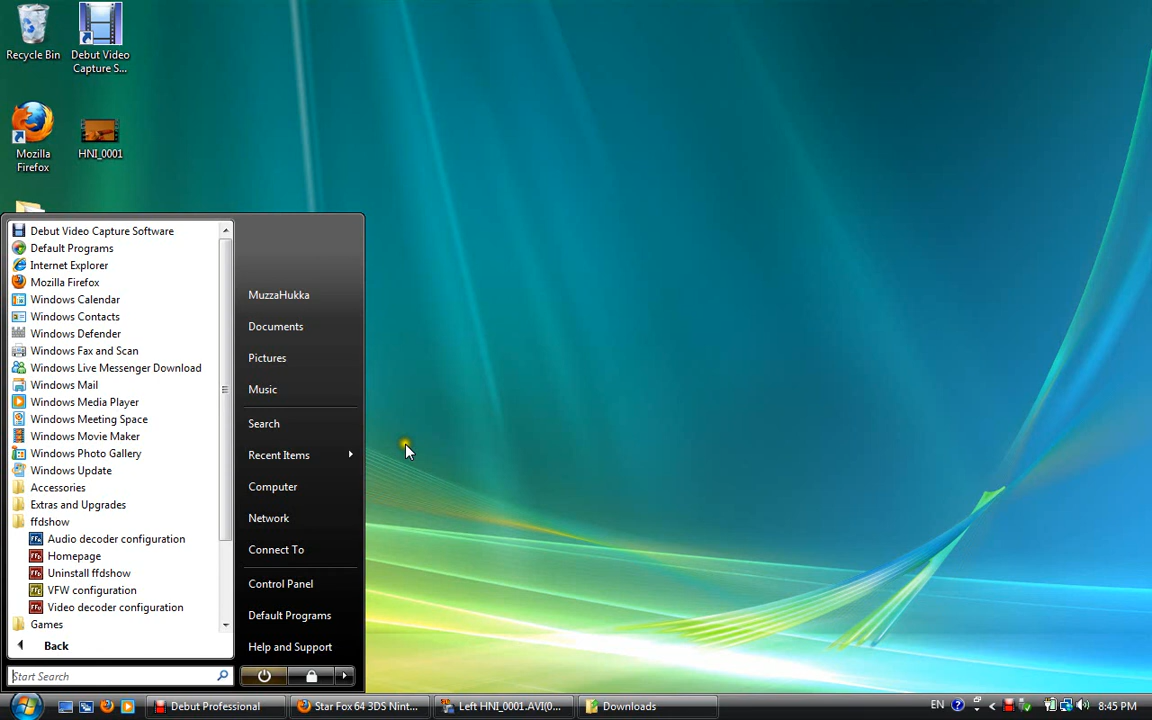 Recycle Bin
Debut Video
Capture S...
Mozilla
Firefox
HNI_0001
Debut Video Capture Software
Default Programs
Internet Explorer
Mozilla Firefox
Windows Calendar
Windows Contacts
Windows Defender
Windows Fax and Scan
Windows Live Messenger Download
Windows Mail
Windows Media Player
Windows Meeting Space
Windows Movie Maker
Windows Photo Gallery
Windows Update
Accessories
Extras and Upgrades
ffdshow
Audio decoder configuration
Homepage
Uninstall ffdshow
VFW configuration
Video decoder configuration
Games
Back
Start Search
MuzzaHukka
Documents
Pictures
Music
Search
Recent Items
Computer
Network
Connect To
Control Panel
Default Programs
Help and Support
Debut Professional
Star Fox 64 3DS Nint...
Left HNI_0001.AVI(0...
Downloads
EN
8:45 PM